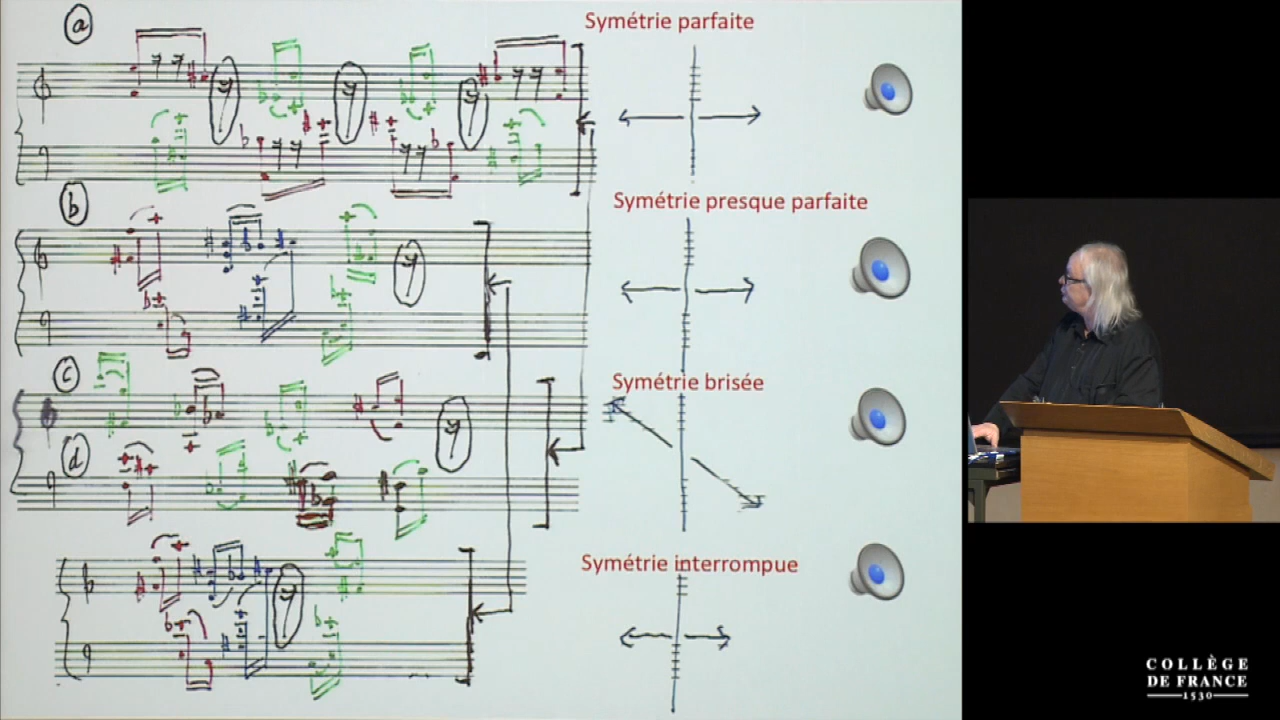 a
Symétrie parfaite
b
Symétrie presque parfaite
c
Symétrie brisée
d
Symétrie interrompue
COLLÈGE
DE FRANCE
1530